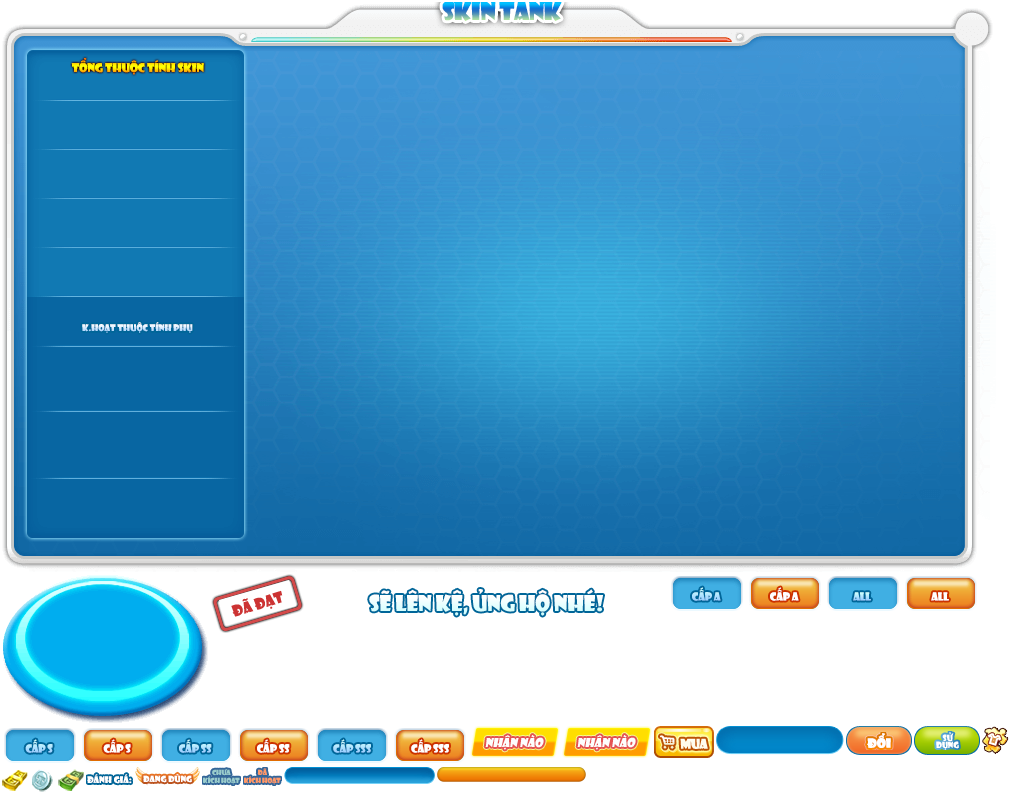 SKIN TANK
TỔNG THUỘC TÍNH SKIN
K.HOẠT THUỘC TÍNH PHỤ
ĐÃ ĐẠT
SẼ LÊN KỆ, ỦNG HỘ NHÉ!
CẤP A
CẤP A
ALL
ALL
CẤP S
CẤP S
CẤP SS
CẤP SS
CẤP SSS
CẤP SSS
NHẬN NÀO
NHẬN NÀO
MUA
ĐỔI
SỬ
DỤNG
ĐÁNH GIÁ:
ĐANG DÙNG
CHƯA
KÍCH HOẠT
ĐÃ
KÍCH HOẠT